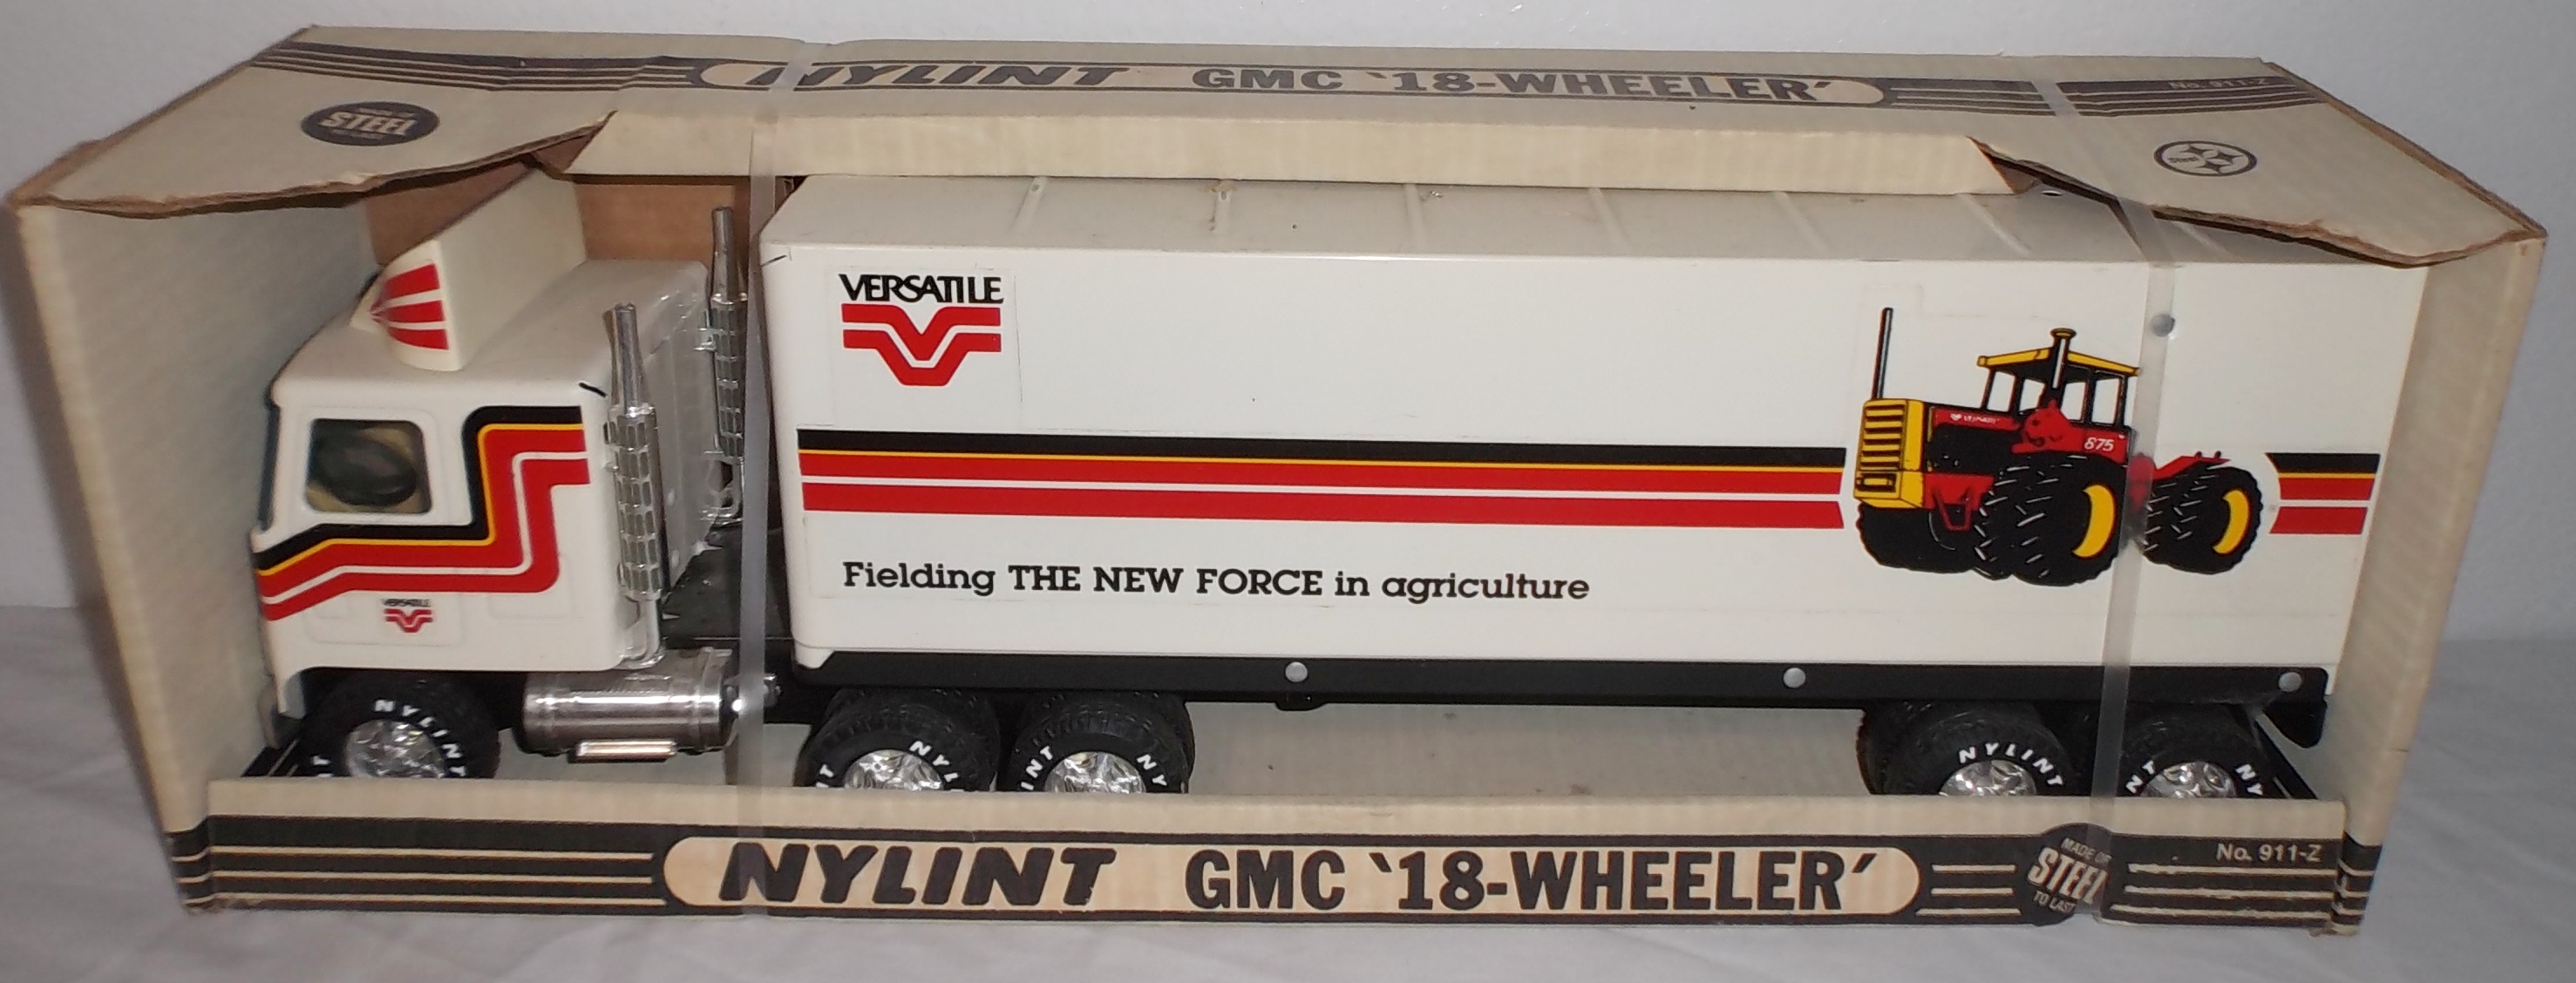 NYLINT GMC '18-WHEELER'
No. 911-Z
STEEL
Steel
VERSATILE
875
Fielding THE NEW FORCE in agriculture
VERSATILE
NYLINT
NYLINT
NYLINT GMC '18-WHEELER'
MADE OF
STEEL
TO LAST
No. 911-Z